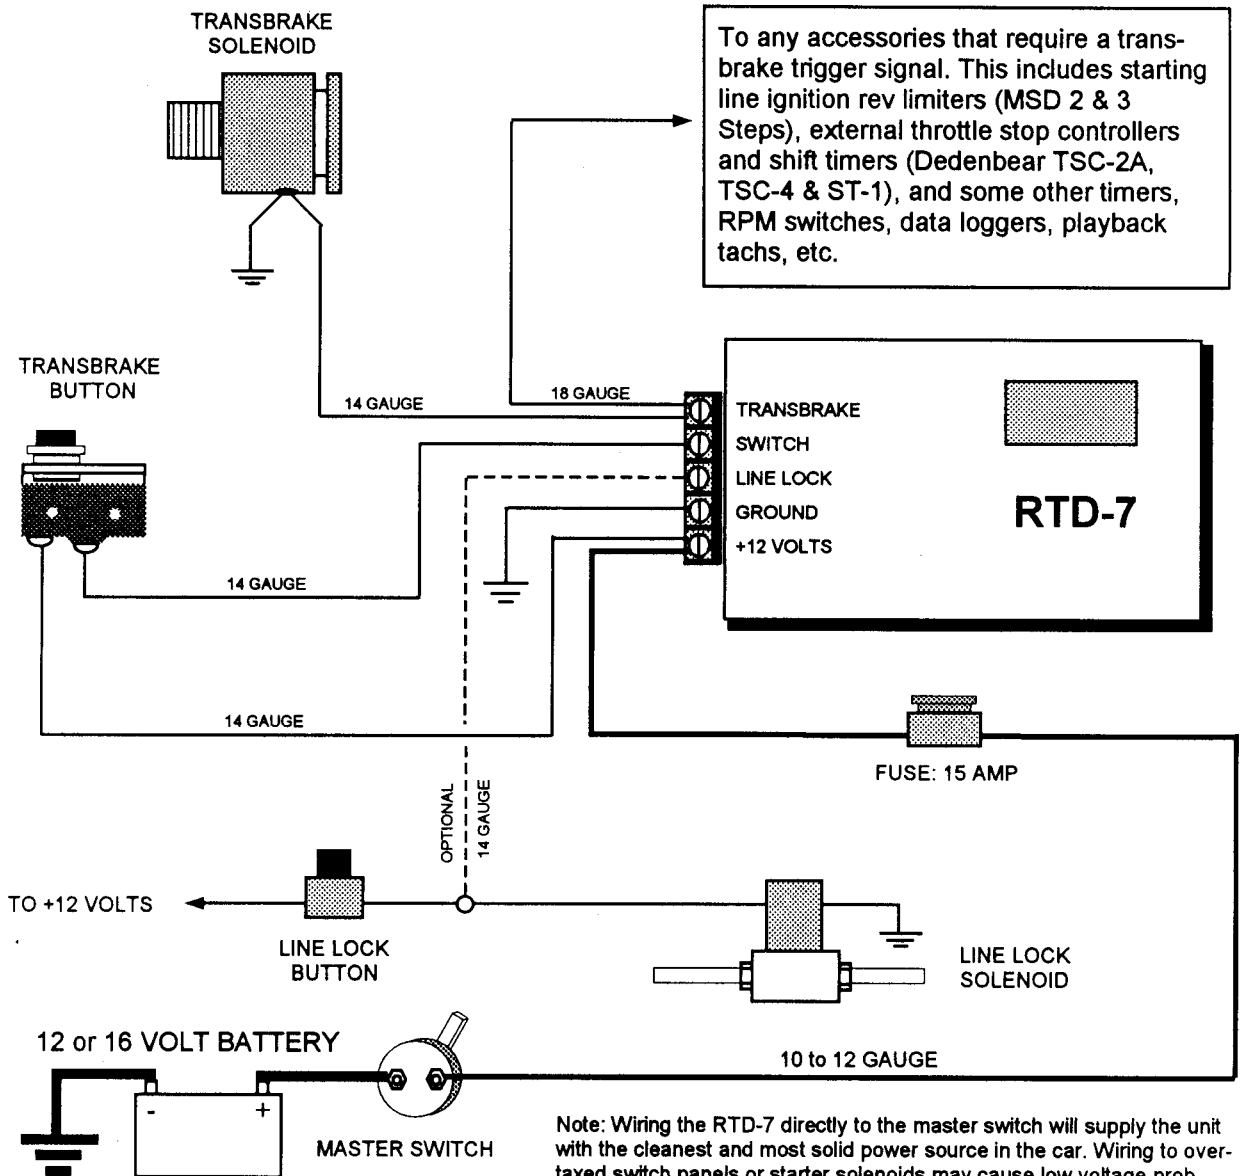 TRANSBRAKE
SOLENOID
To any accessories that require a trans-
brake trigger signal. This includes starting
line ignition rev limiters (MSD 2 & 3
Steps), external throttle stop controllers
and shift timers (Dedenbear TSC-2A,
TSC-4 & ST-1), and some other timers,
RPM switches, data loggers, playback
tachs, etc.
TRANSBRAKE
BUTTON
14 GAUGE
18 GAUGE
TRANSBRAKE
SWITCH
LINE LOCK
GROUND
+12 VOLTS
RTD-7
14 GAUGE
14 GAUGE
FUSE: 15 AMP
OPTIONAL
14 GAUGE
TO +12 VOLTS
LINE LOCK
BUTTON
LINE LOCK
SOLENOID
12 or 16 VOLT BATTERY
- +
MASTER SWITCH
10 to 12 GAUGE
Note: Wiring the RTD-7 directly to the master switch will supply the unit
with the cleanest and most solid power source in the car. Wiring to over-
taxed switch panels or starter solenoids may cause low voltage prob-